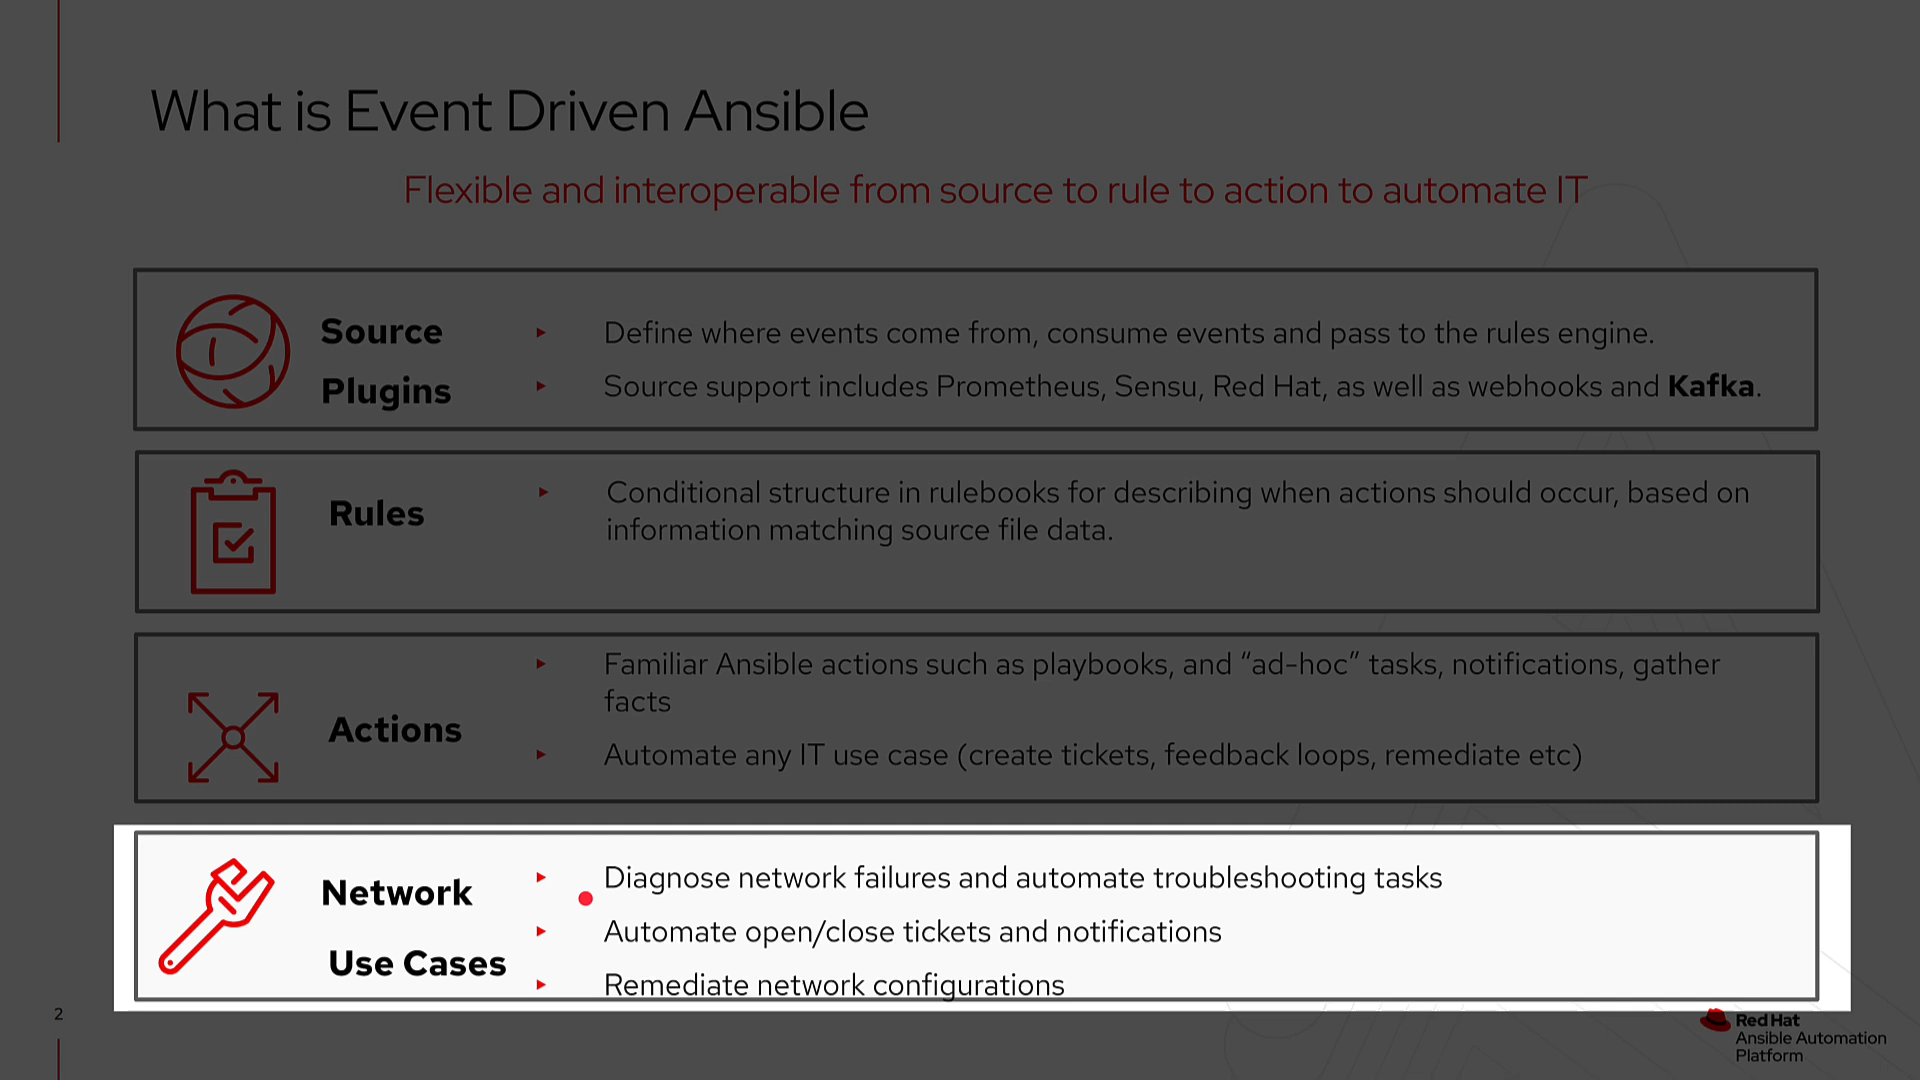 What is Event Driven Ansible
Flexible and interoperable from source to rule to action to automate IT
Source
Plugins
Define where events come from, consume events and pass to the rules engine.
Source support includes Prometheus, Sensu, Red Hat, as well as webhooks and Kafka.
Rules
Conditional structure in rulebooks for describing when actions should occur, based on
information matching source file data.
Actions
Familiar Ansible actions such as playbooks, and “ad-hoc” tasks, notifications, gather
facts
Automate any IT use case (create tickets, feedback loops, remediate etc)
Network
Use Cases
Diagnose network failures and automate troubleshooting tasks
Automate open/close tickets and notifications
Remediate network configurations
2
Red Hat
Ansible Automation
Platform